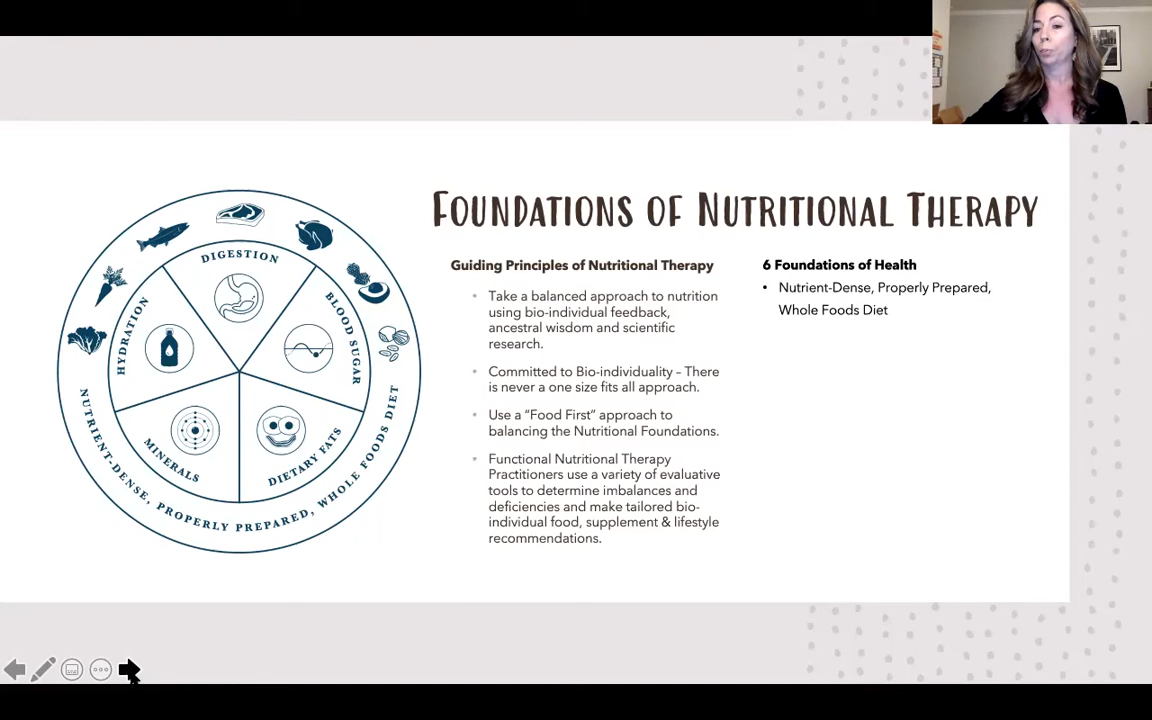 FOUNDATIONS OF NUTRITIONAL THERAPY
DIGESTION
BLOOD SUGAR
DIETARY FATS
MINERALS
HYDRATION
NUTRIENT-DENSE, PROPERLY PREPARED, WHOLE FOODS DIET
Guiding Principles of Nutritional Therapy
• Take a balanced approach to nutrition
using bio-individual feedback,
ancestral wisdom and scientific
research.
• Committed to Bio-individuality – There
is never a one size fits all approach.
• Use a “Food First” approach to
balancing the Nutritional Foundations.
• Functional Nutritional Therapy
Practitioners use a variety of evaluative
tools to determine imbalances and
deficiencies and make tailored bio-
individual food, supplement & lifestyle
recommendations.
6 Foundations of Health
• Nutrient-Dense, Properly Prepared,
Whole Foods Diet